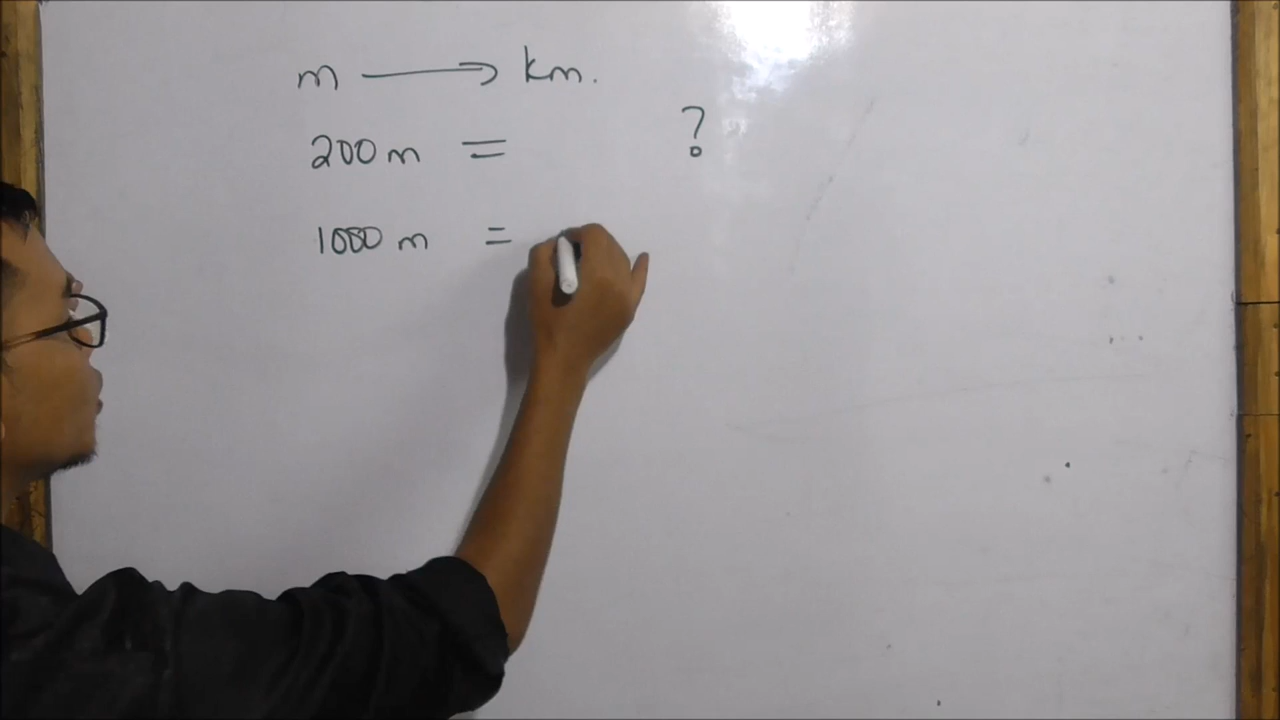 m → km.
200 m = ?
1000 m =